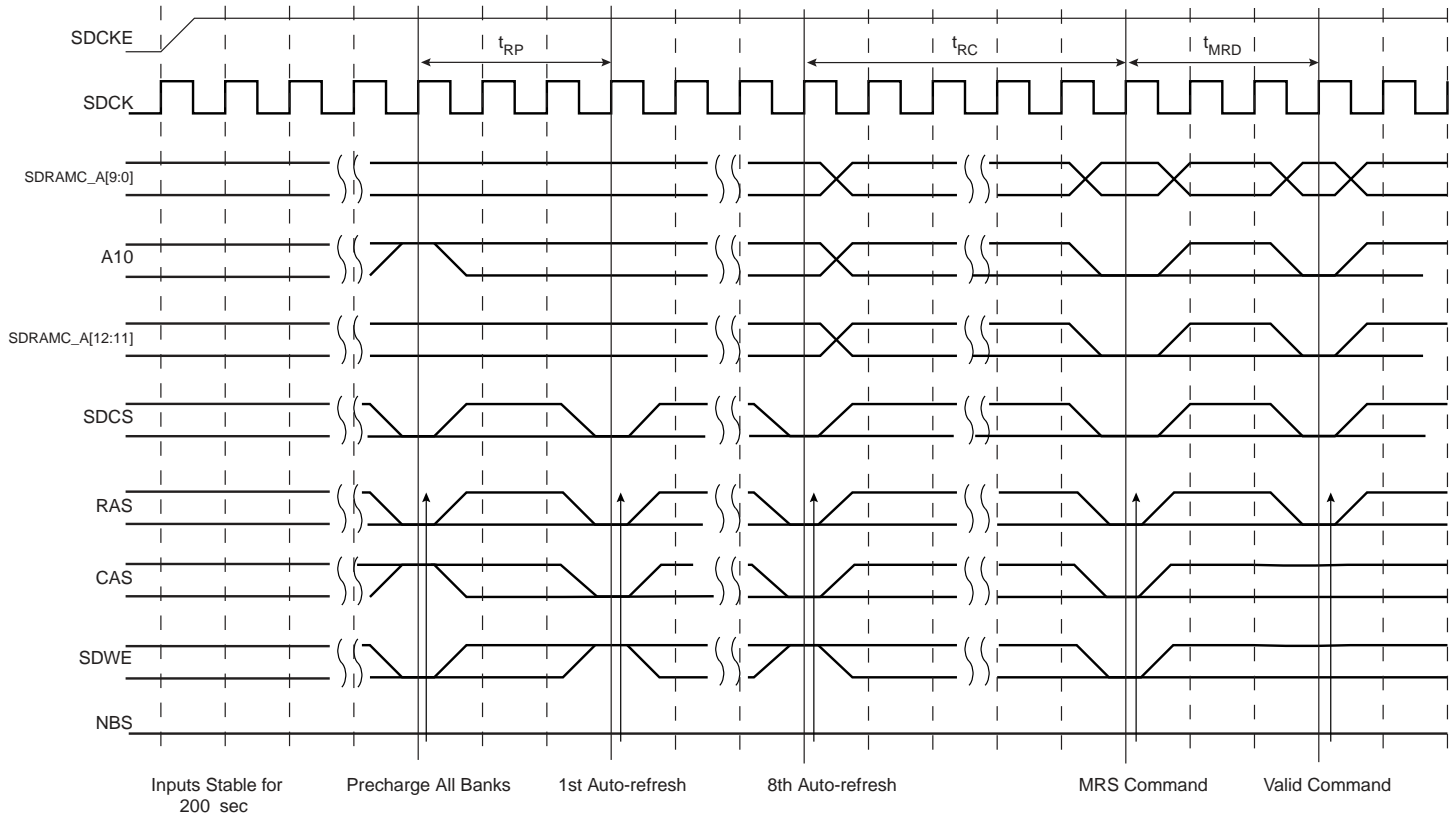 SDCKE
tRP
tRC
tMRD
SDCK
SDRAMC_A[9:0]
A10
SDRAMC_A[12:11]
SDCS
RAS
CAS
SDWE
NBS
Inputs Stable for
200 sec
Precharge All Banks
1st Auto-refresh
8th Auto-refresh
MRS Command
Valid Command